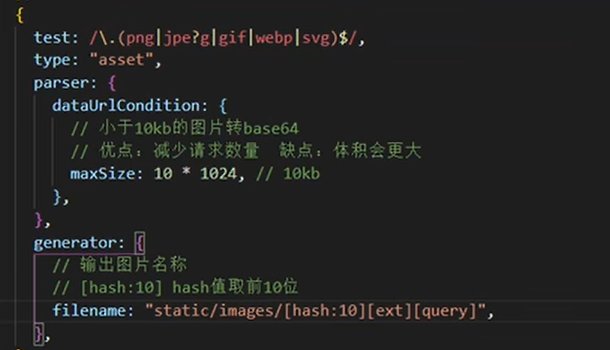 {
test: /\.(png|jpe?g|gif|webp|svg)$/,
type: "asset",
parser: {
dataUrlCondition: {
// 小于10kb的图片转base64
// 优点：减少请求数量  缺点：体积会更大
maxSize: 10 * 1024, // 10kb
},
},
generator: {
// 输出图片名称
// [hash:10] hash值取前10位
filename: "static/images/[hash:10][ext][query]",
},